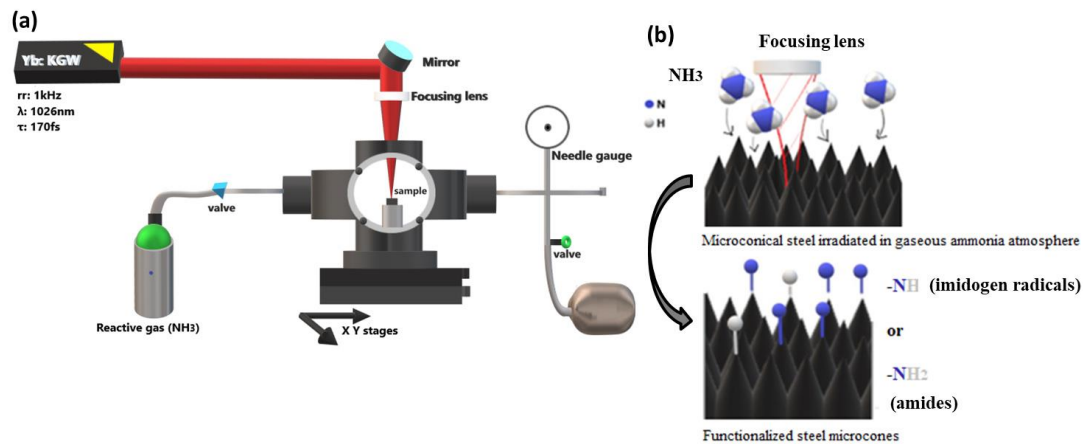 (a)
Yb: KGW
rr: 1kHz
λ: 1026nm
τ: 170fs
Mirror
Focusing lens
Needle gauge
sample
valve
valve
Reactive gas (NH3)
X Y stages
(b)
Focusing lens
NH3
N
H
Microconical steel irradiated in gaseous ammonia atmosphere
-NH (imidogen radicals)
or
-NH2
(amides)
Functionalized steel microcones